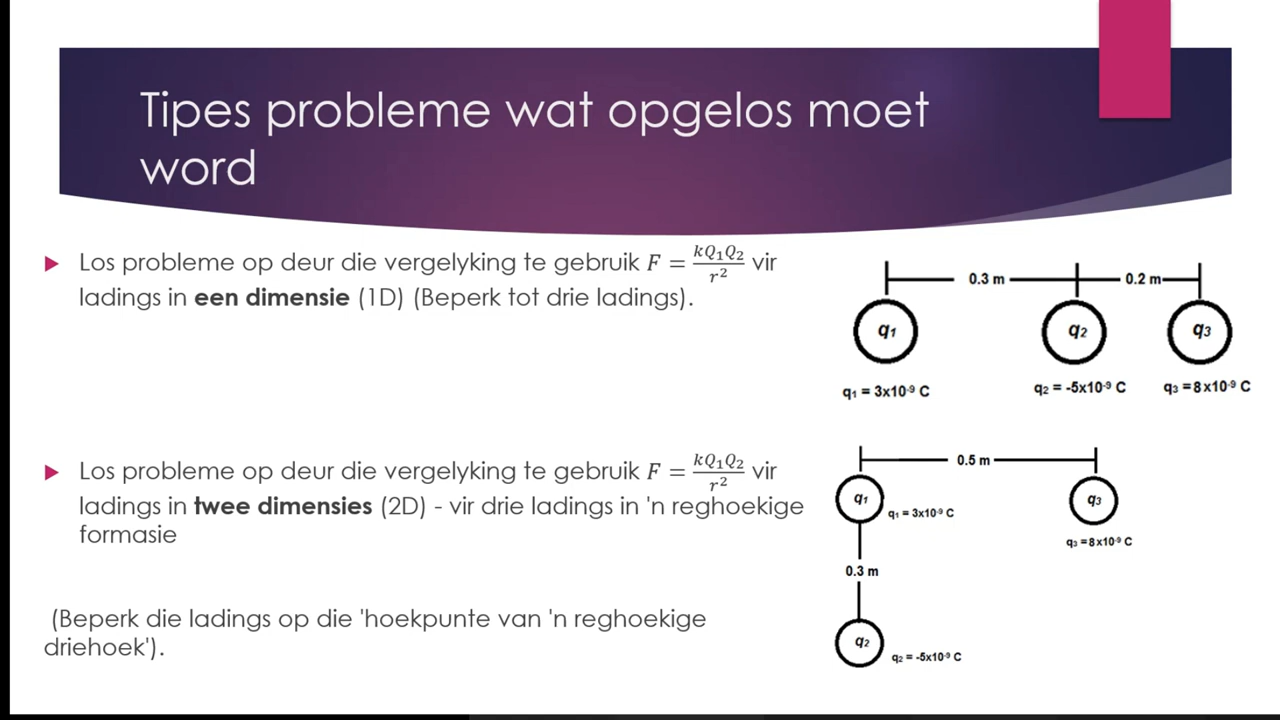 Tipes probleme wat opgelos moet
word
Los probleme op deur die vergelyking te gebruik F = kQ₁Q₂/r² vir
ladings in een dimensie (1D) (Beperk tot drie ladings).
0.3 m
0.2 m
q₁
q₂
q₃
q₁ = 3x10⁻⁹ C
q₂ = -5x10⁻⁹ C
q₃ = 8x10⁻⁹ C
Los probleme op deur die vergelyking te gebruik F = kQ₁Q₂/r² vir
ladings in twee dimensies (2D) - vir drie ladings in 'n reghoekige
formasie
(Beperk die ladings op die 'hoekpunte van 'n reghoekige
driehoek').
0.5 m
q₁
q₁ = 3x10⁻⁹ C
q₃
q₃ = 8x10⁻⁹ C
0.3 m
q₂
q₂ = -5x10⁻⁹ C